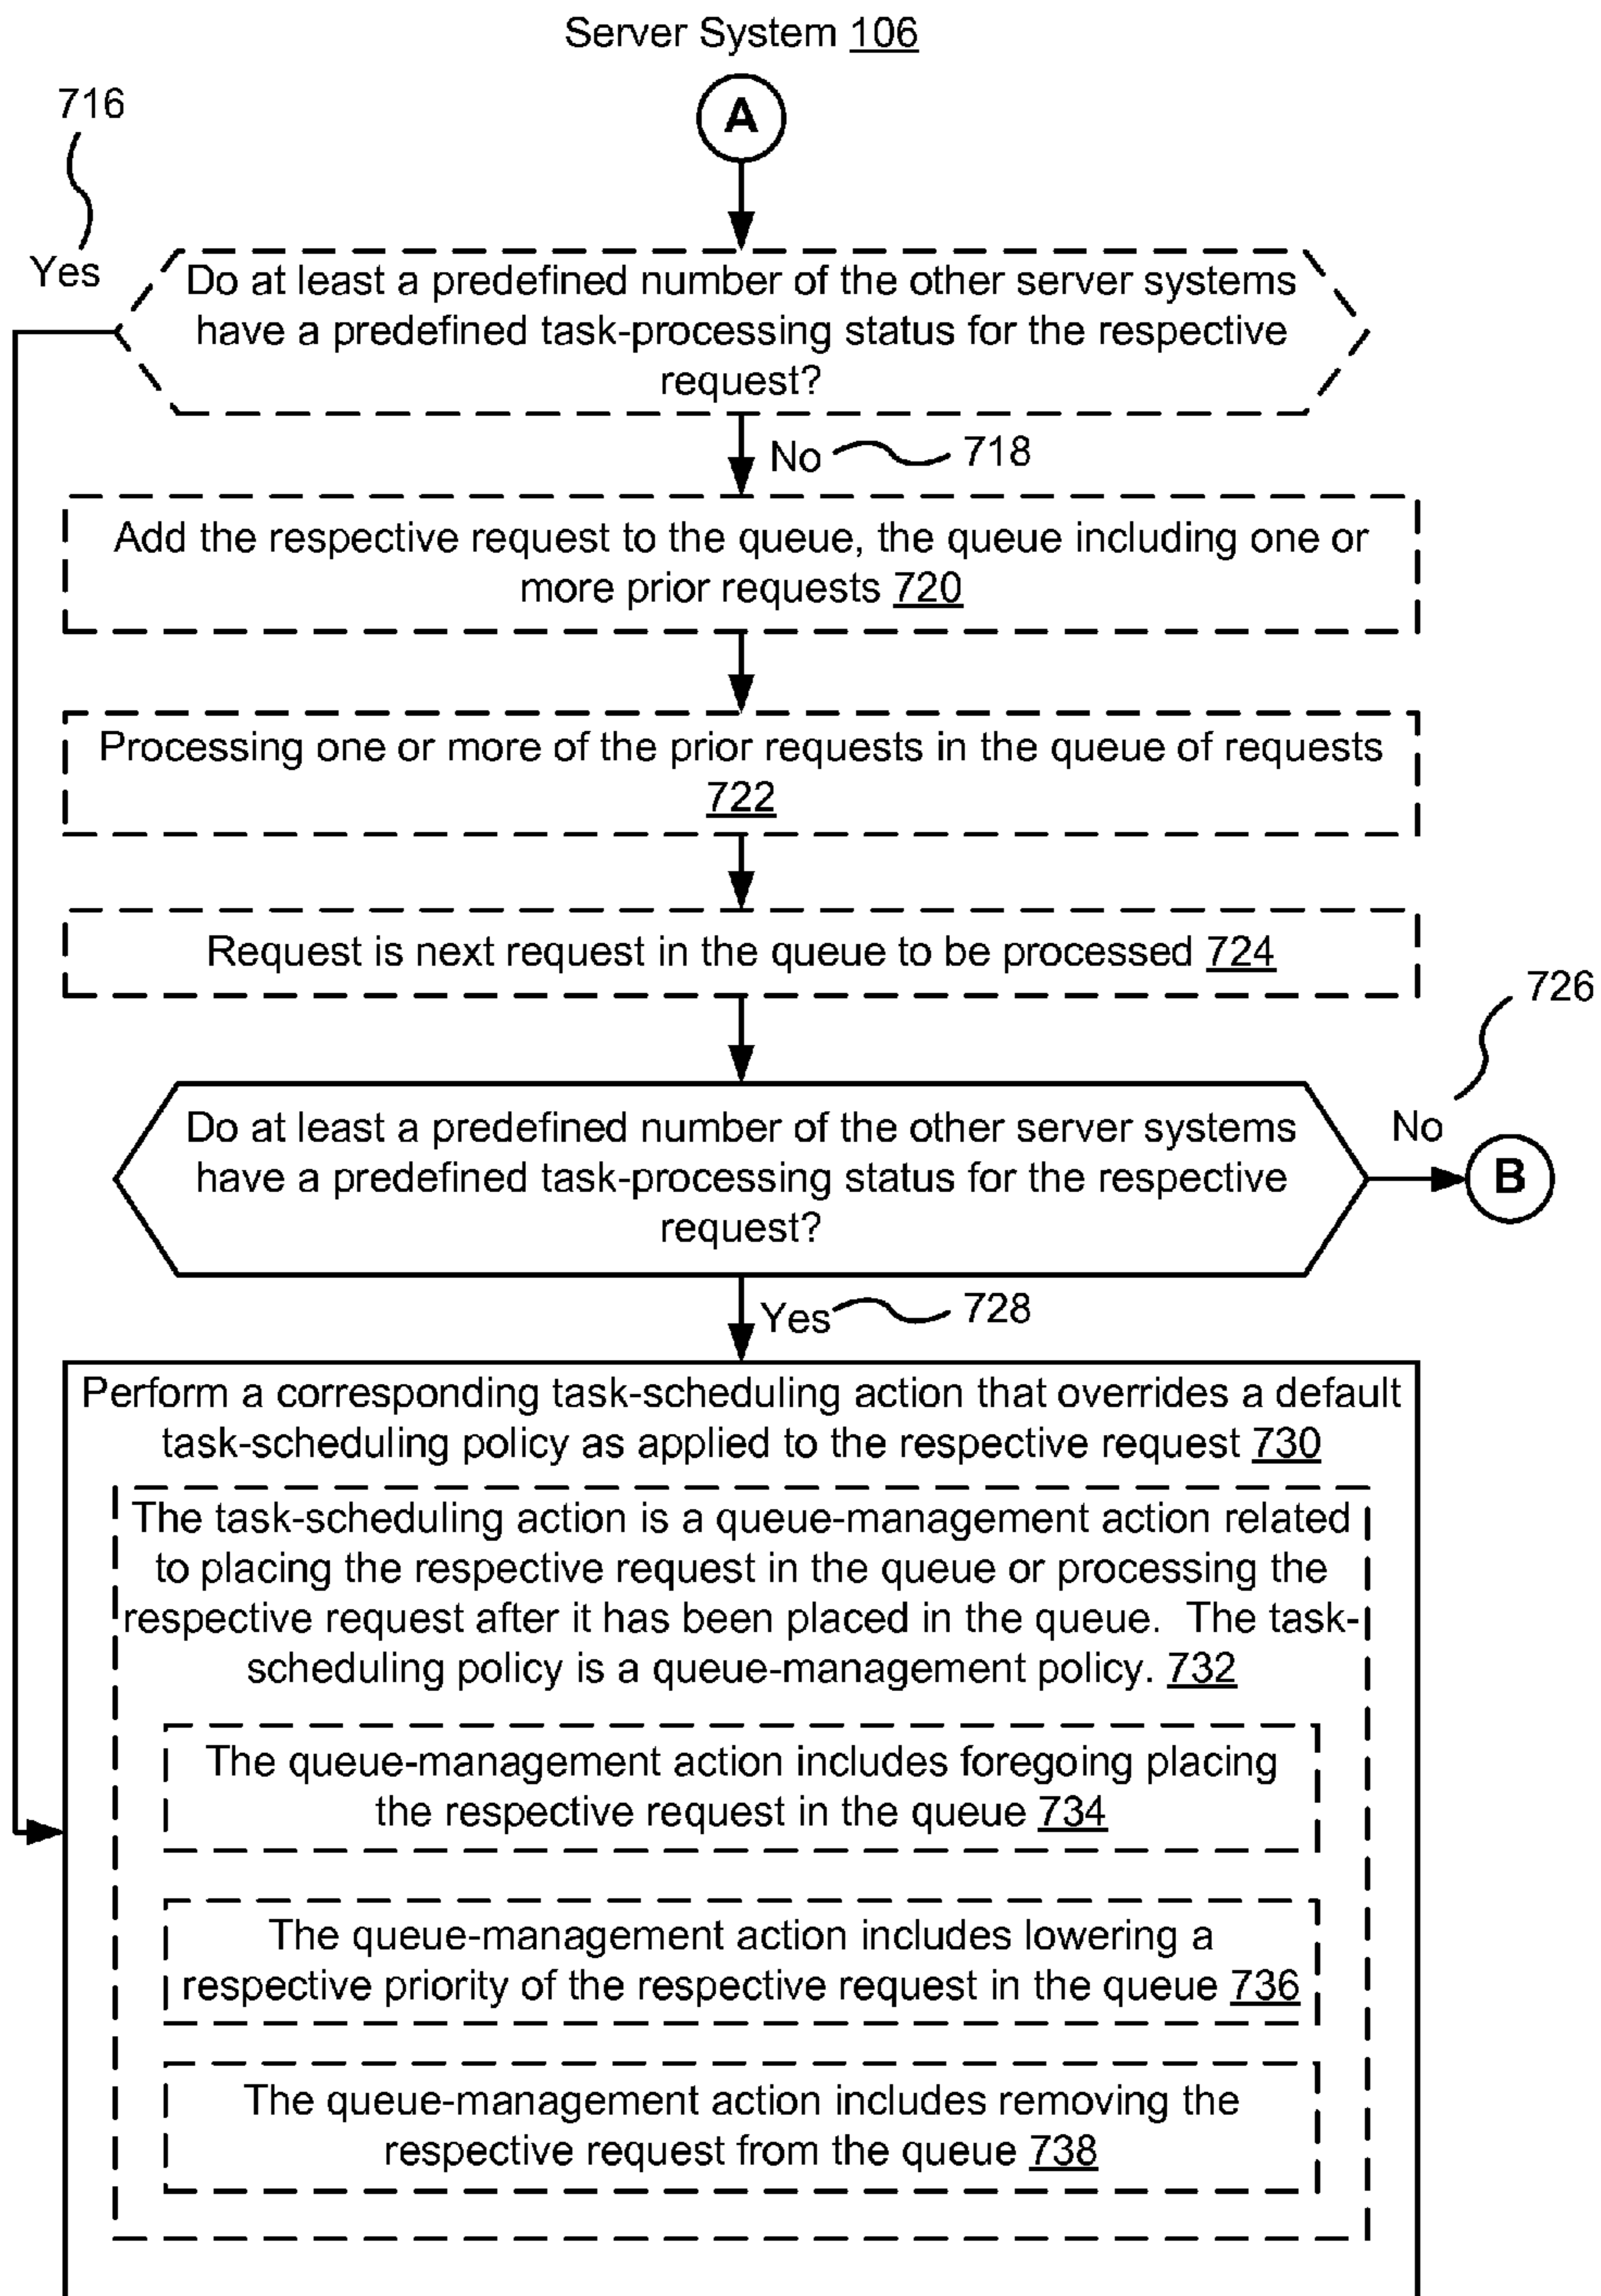 Server System 106
A
716
Yes
Do at least a predefined number of the other server systems
have a predefined task-processing status for the respective
request?
No
718
Add the respective request to the queue, the queue including one or
more prior requests 720
Processing one or more of the prior requests in the queue of requests
722
Request is next request in the queue to be processed 724
726
No
Do at least a predefined number of the other server systems
have a predefined task-processing status for the respective
request?
B
Yes
728
Perform a corresponding task-scheduling action that overrides a default
task-scheduling policy as applied to the respective request 730
The task-scheduling action is a queue-management action related
to placing the respective request in the queue or processing the
respective request after it has been placed in the queue. The task-
scheduling policy is a queue-management policy. 732
The queue-management action includes foregoing placing
the respective request in the queue 734
The queue-management action includes lowering a
respective priority of the respective request in the queue 736
The queue-management action includes removing the
respective request from the queue 738